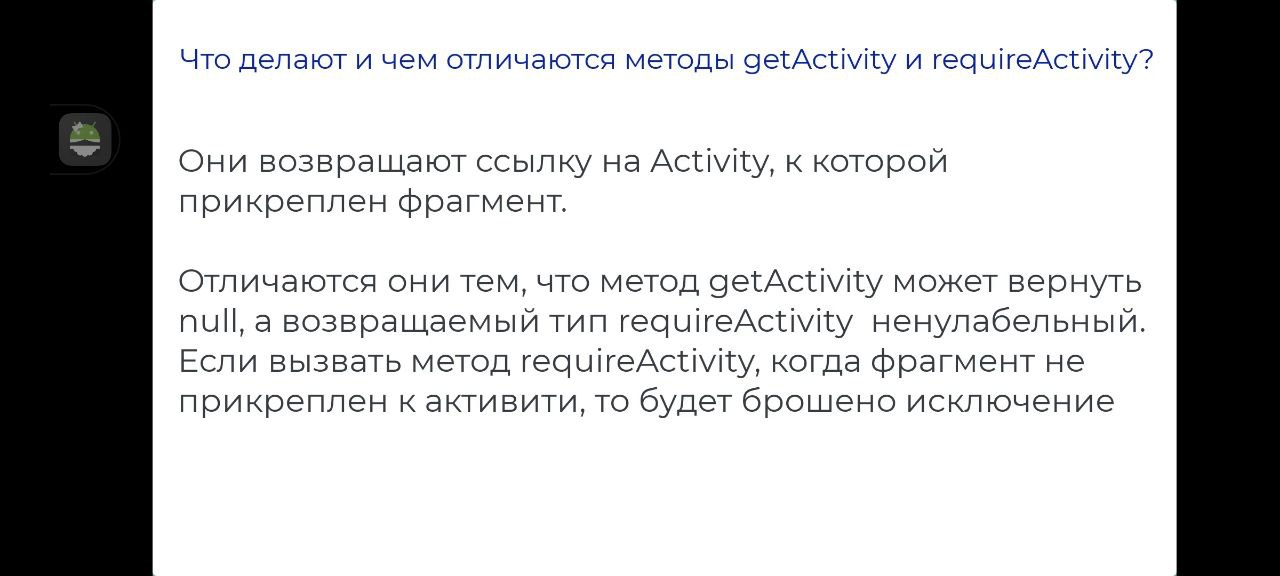 Что делают и чем отличаются методы getActivity и requireActivity?
Они возвращают ссылку на Activity, к которой
прикреплен фрагмент.
Отличаются они тем, что метод getActivity может вернуть
null, а возвращаемый тип requireActivity  ненулабельный.
Если вызвать метод requireActivity, когда фрагмент не
прикреплен к активити, то будет брошено исключение